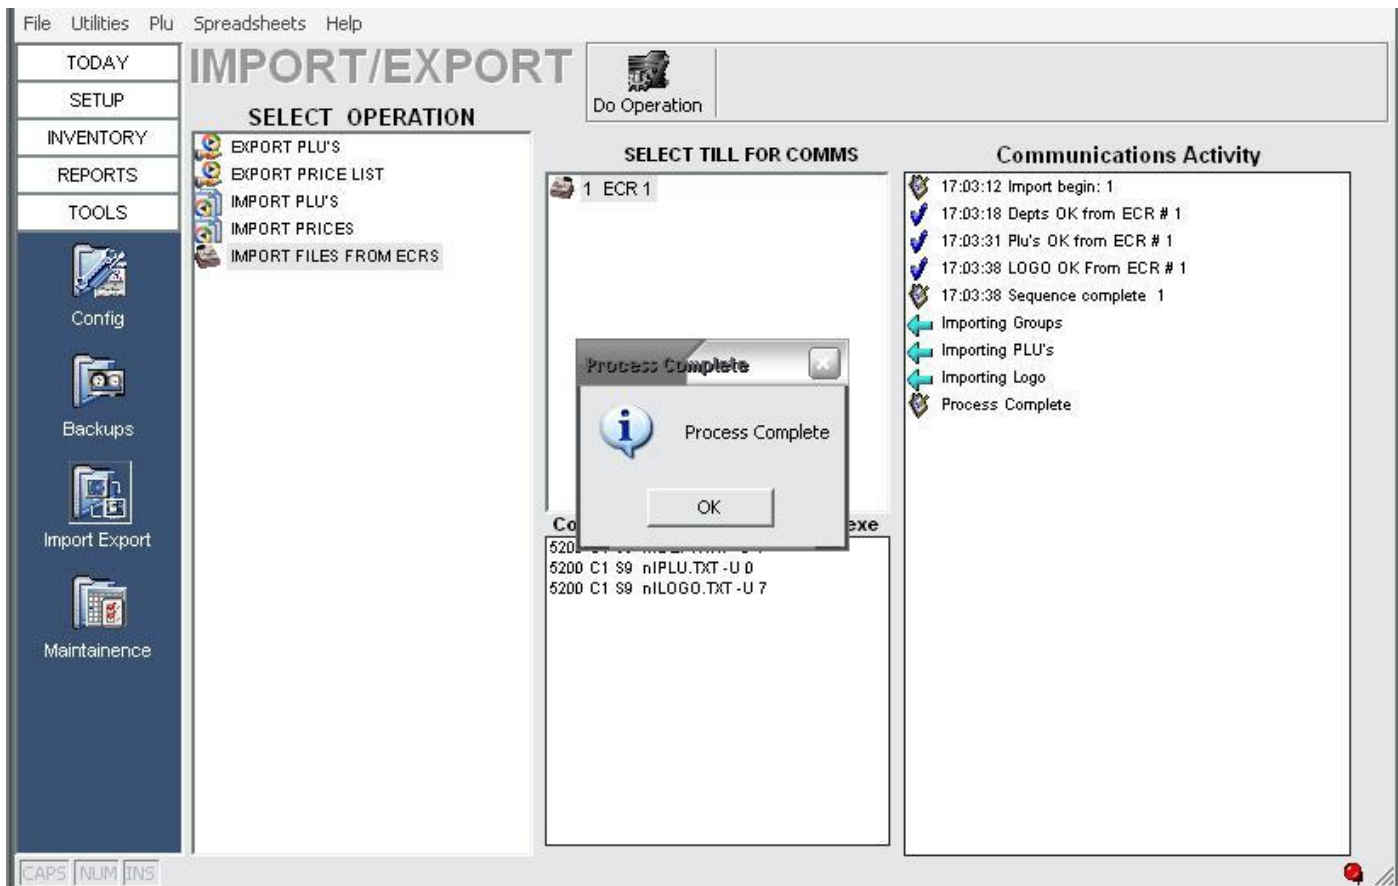 File Utilities Plu Spreadsheets Help
TODAY
SETUP
INVENTORY
REPORTS
TOOLS
Config
Backups
Import Export
Maintainence
IMPORT/EXPORT
Do Operation
SELECT OPERATION
EXPORT PLU'S
EXPORT PRICE LIST
IMPORT PLU'S
IMPORT PRICES
IMPORT FILES FROM ECRS
SELECT TILL FOR COMMS
1 ECR 1
Process Complete
Process Complete
OK
Co exe
5200 C1 S9
5200 C1 S9 nIPLU.TXT -U 0
5200 C1 S9 nILOGO.TXT -U 7
Communications Activity
17:03:12 Import begin: 1
17:03:18 Depts OK from ECR # 1
17:03:31 Plu's OK from ECR # 1
17:03:38 LOGO OK From ECR # 1
17:03:38 Sequence complete 1
Importing Groups
Importing PLU's
Importing Logo
Process Complete
CAPS NUM INS